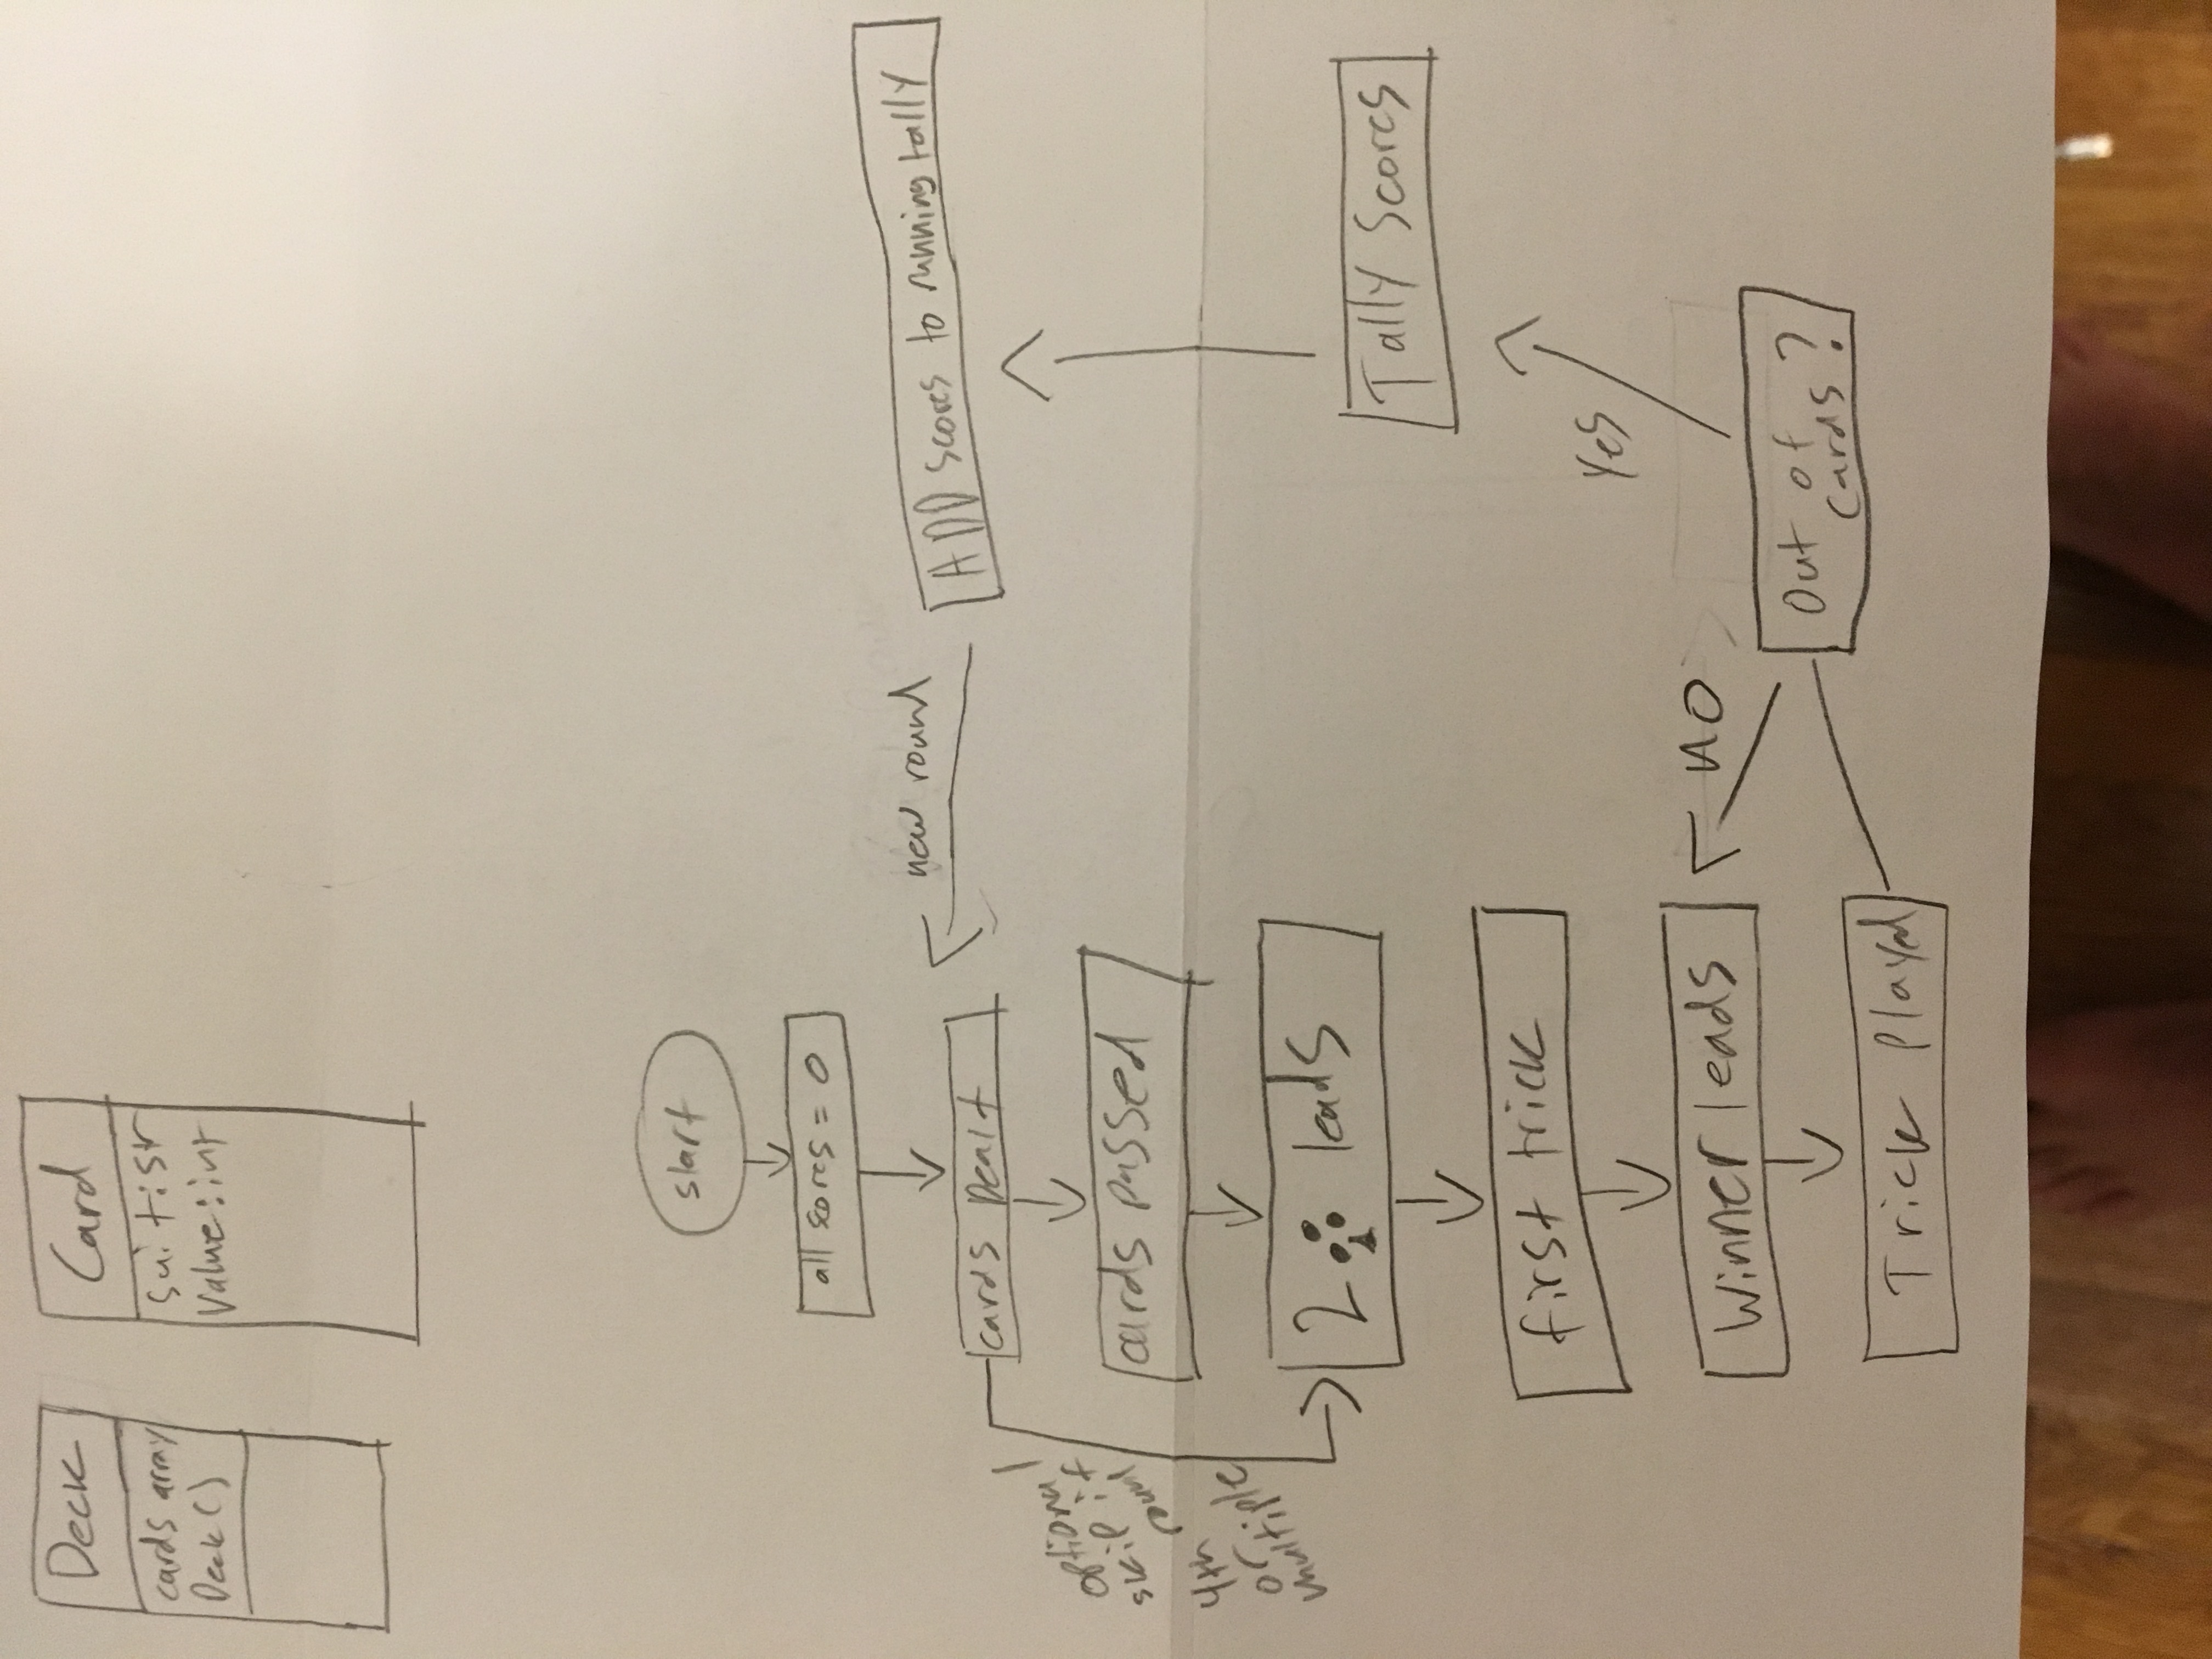 Deck
cards array
Deck()
Card
suit:str
Value:int
start
all scores = 0
new round
ADD scores to running tally
cards Dealt
optional
skip if
4th round
or
multiple
cards passed
2 ♣ leads
Tally Scores
first trick
Yes
Winner leads
no
Out of
cards?
Trick Played